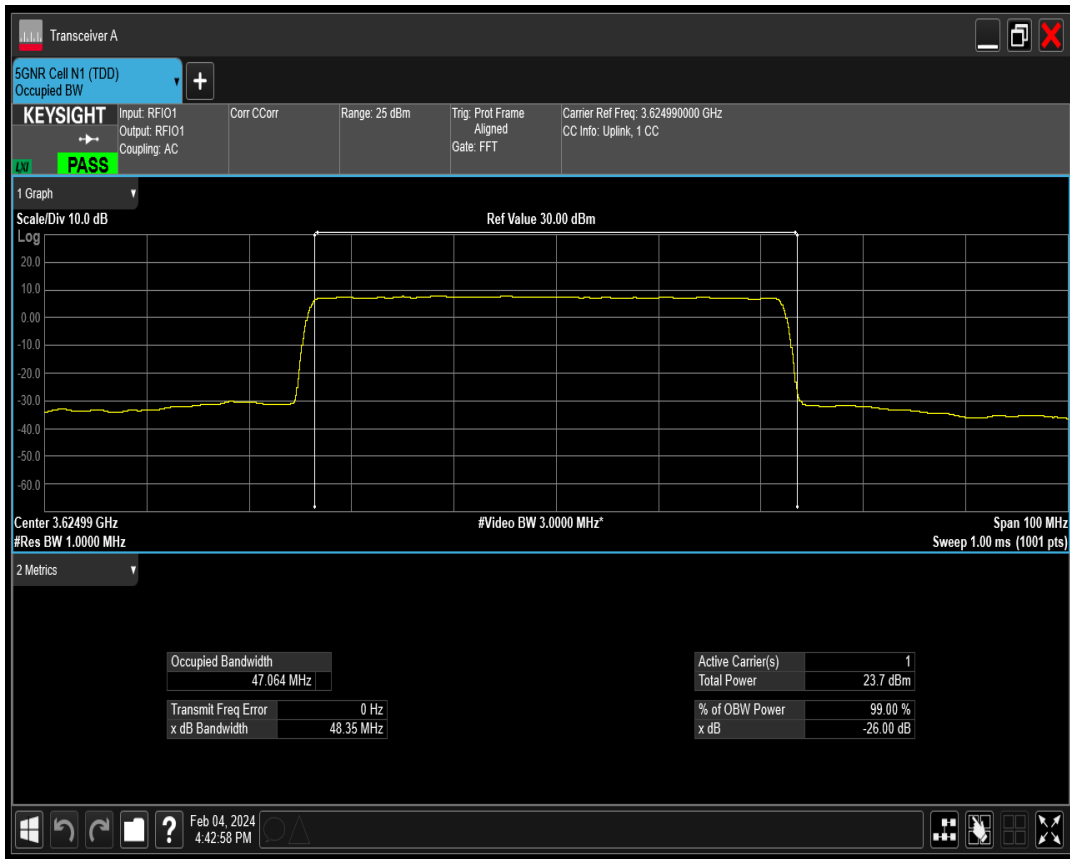 Transceiver A
5GNR Cell N1 (TDD)
Occupied BW
+
KEYSIGHT
LXI
PASS
Input: RFIO1
Output: RFIO1
Coupling: AC
Corr CCorr
Range: 25 dBm
Trig: Prot Frame
Aligned
Gate: FFT
Carrier Ref Freq: 3.624990000 GHz
CC Info: Uplink, 1 CC
1 Graph
Scale/Div 10.0 dB
Ref Value 30.00 dBm
Log
20.0
10.0
0.00
-10.0
-20.0
-30.0
-40.0
-50.0
-60.0
Center 3.62499 GHz
#Video BW 3.0000 MHz*
Span 100 MHz
#Res BW 1.0000 MHz
Sweep 1.00 ms (1001 pts)
2 Metrics
Occupied Bandwidth
47.064 MHz
Transmit Freq Error 0 Hz
x dB Bandwidth 48.35 MHz
Active Carrier(s) 1
Total Power 23.7 dBm
% of OBW Power 99.00 %
x dB -26.00 dB
?
Feb 04, 2024
4:42:58 PM